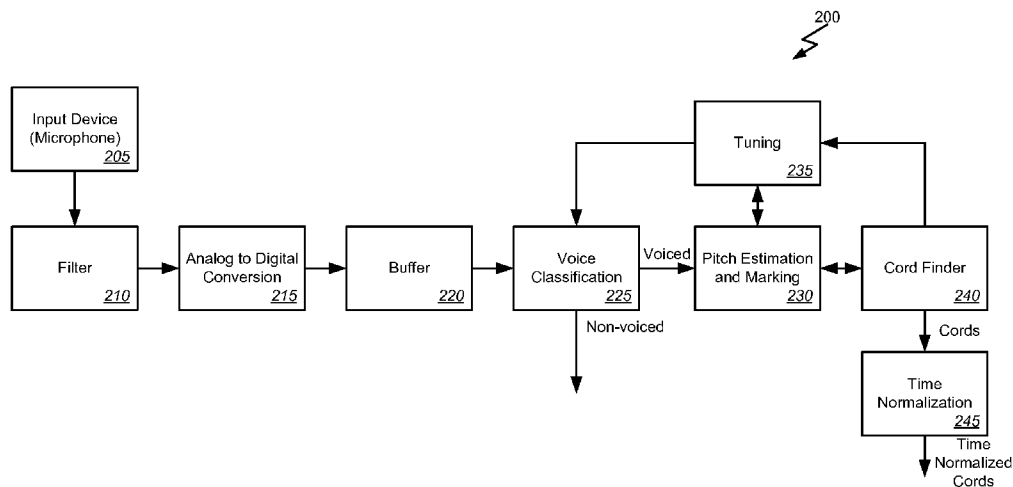 200
Input Device
(Microphone)
205
Tuning
235
Filter
210
Analog to Digital
Conversion
215
Buffer
220
Voice
Classification
225
Voiced
Pitch Estimation
and Marking
230
Cord Finder
240
Non-voiced
Cords
Time
Normalization
245
Time
Normalized
Cords